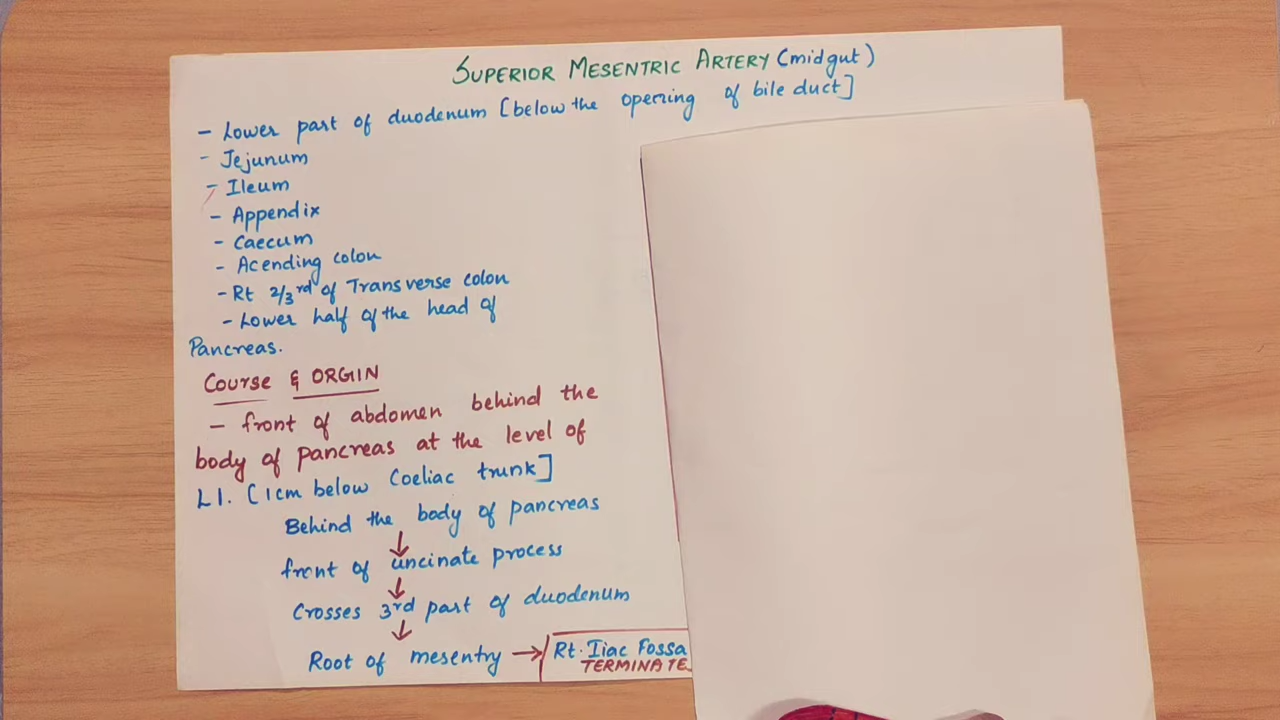 SUPERIOR MESENTRIC ARTERY (midgut)
- Lower part of duodenum [below the opening of bile duct]
- Jejunum
- Ileum
- Appendix
- Caecum
- Acending colon
- Rt 2/3rd of Transverse colon
- Lower half of the head of
Pancreas.
Course & ORGIN
- front of abdomen behind the
body of pancreas at the level of
L1. [1cm below Coeliac trunk]
Behind the body of pancreas
↓
front of uncinate process
↓
Crosses 3rd part of duodenum
↓
Root of mesentry → Rt. Iiac Fossa
TERMINATE